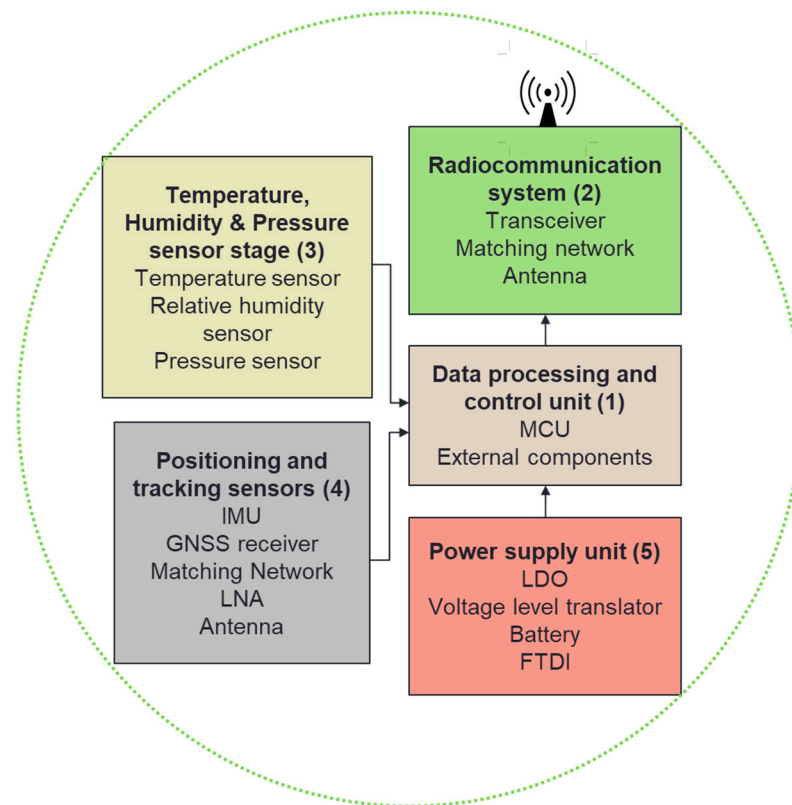 Temperature,
Humidity & Pressure
sensor stage (3)
Temperature sensor
Relative humidity
sensor
Pressure sensor
Radiocommunication
system (2)
Transceiver
Matching network
Antenna
Data processing and
control unit (1)
MCU
External components
Positioning and
tracking sensors (4)
IMU
GNSS receiver
Matching Network
LNA
Antenna
Power supply unit (5)
LDO
Voltage level translator
Battery
FTDI